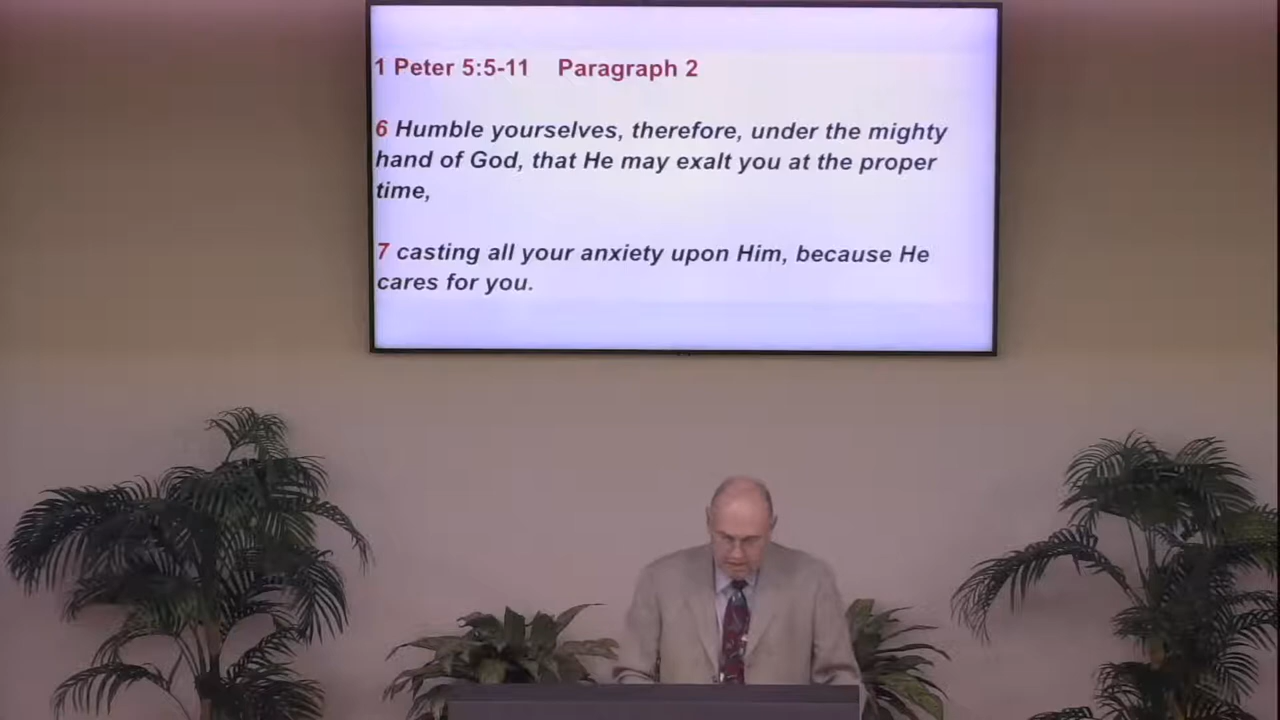 1 Peter 5:5-11 Paragraph 2
6 Humble yourselves, therefore, under the mighty
hand of God, that He may exalt you at the proper
time,
7 casting all your anxiety upon Him, because He
cares for you.